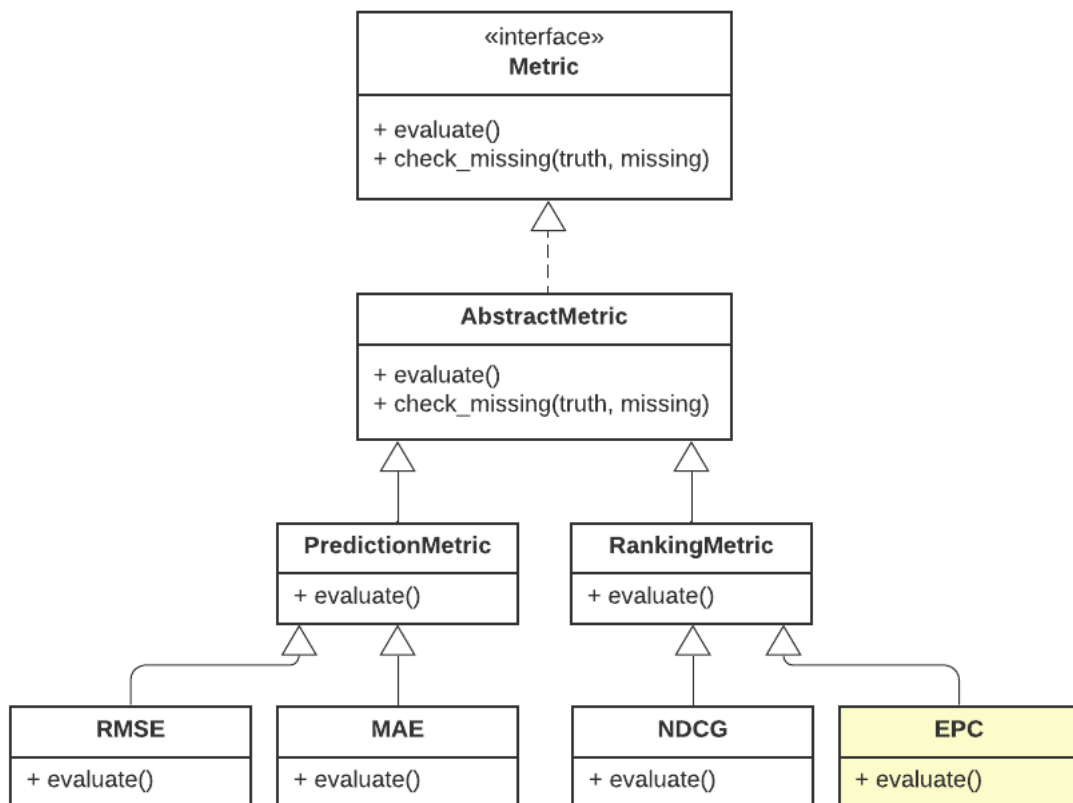 «interface»
Metric
+ evaluate()
+ check_missing(truth, missing)
AbstractMetric
+ evaluate()
+ check_missing(truth, missing)
PredictionMetric
+ evaluate()
RankingMetric
+ evaluate()
RMSE
+ evaluate()
MAE
+ evaluate()
NDCG
+ evaluate()
EPC
+ evaluate()